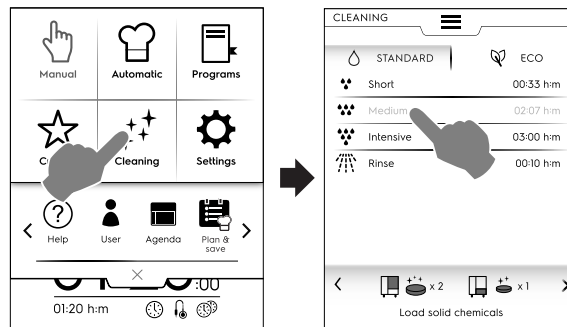 Manual Automatic Programs
Cleaning Settings
Help User Agenda Plan &
save
:00
01:20 h:m
CLEANING
STANDARD ECO
Short 00:33 h:m
Medium 02:07 h:m
Intensive 03:00 h:m
Rinse 00:10 h:m
x 2 x 1
Load solid chemicals